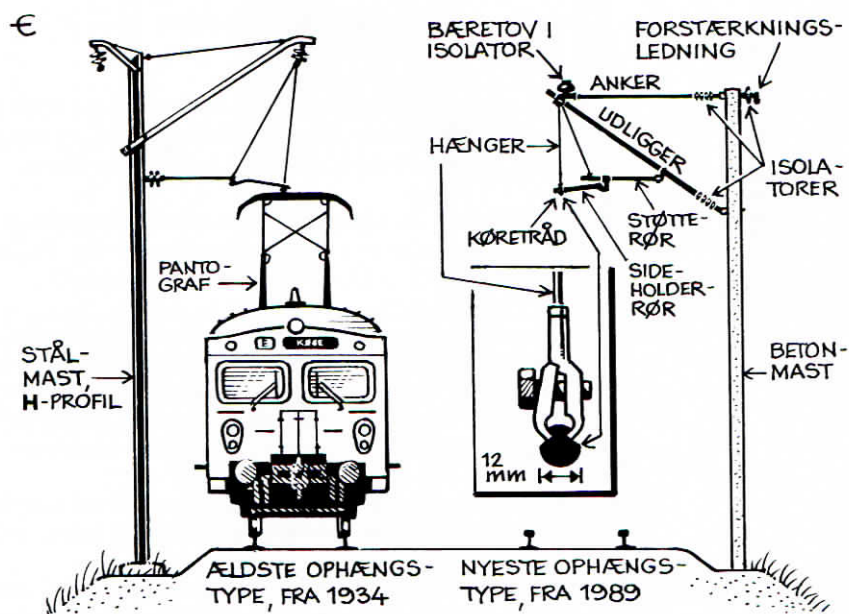 €
BÆRETOV I
ISOLATOR
FORSTÆRKNINGS-
LEDNING
ANKER
UDLIGGER
HÆNGER
ISOLA-
TORER
STØTTE-
RØR
KØRETRÅD
SIDE-
HOLDER-
RØR
PANTO-
GRAF
E KØGE
STÅL-
MAST,
H-PROFIL
BETON-
MAST
12
mm
ÆLDSTE OPHÆNGS-
TYPE, FRA 1934
NYESTE OPHÆNGS-
TYPE, FRA 1989